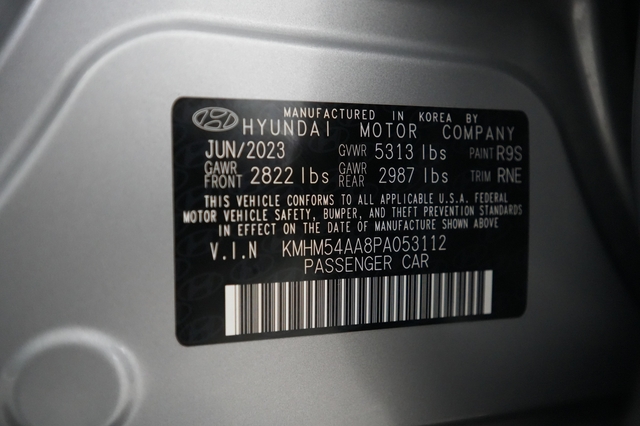 MANUFACTURED IN KOREA BY
HYUNDAI MOTOR COMPANY
JUN/2023 GVWR 5313 lbs PAINT R9S
GAWR FRONT 2822 lbs GAWR REAR 2987 lbs TRIM RNE
THIS VEHICLE CONFORMS TO ALL APPLICABLE U.S.A. FEDERAL
MOTOR VEHICLE SAFETY, BUMPER, AND THEFT PREVENTION STANDARDS
IN EFFECT ON THE DATE OF MANUFACTURE SHOWN ABOVE
V.I.N KMHM54AA8PA053112
PASSENGER CAR